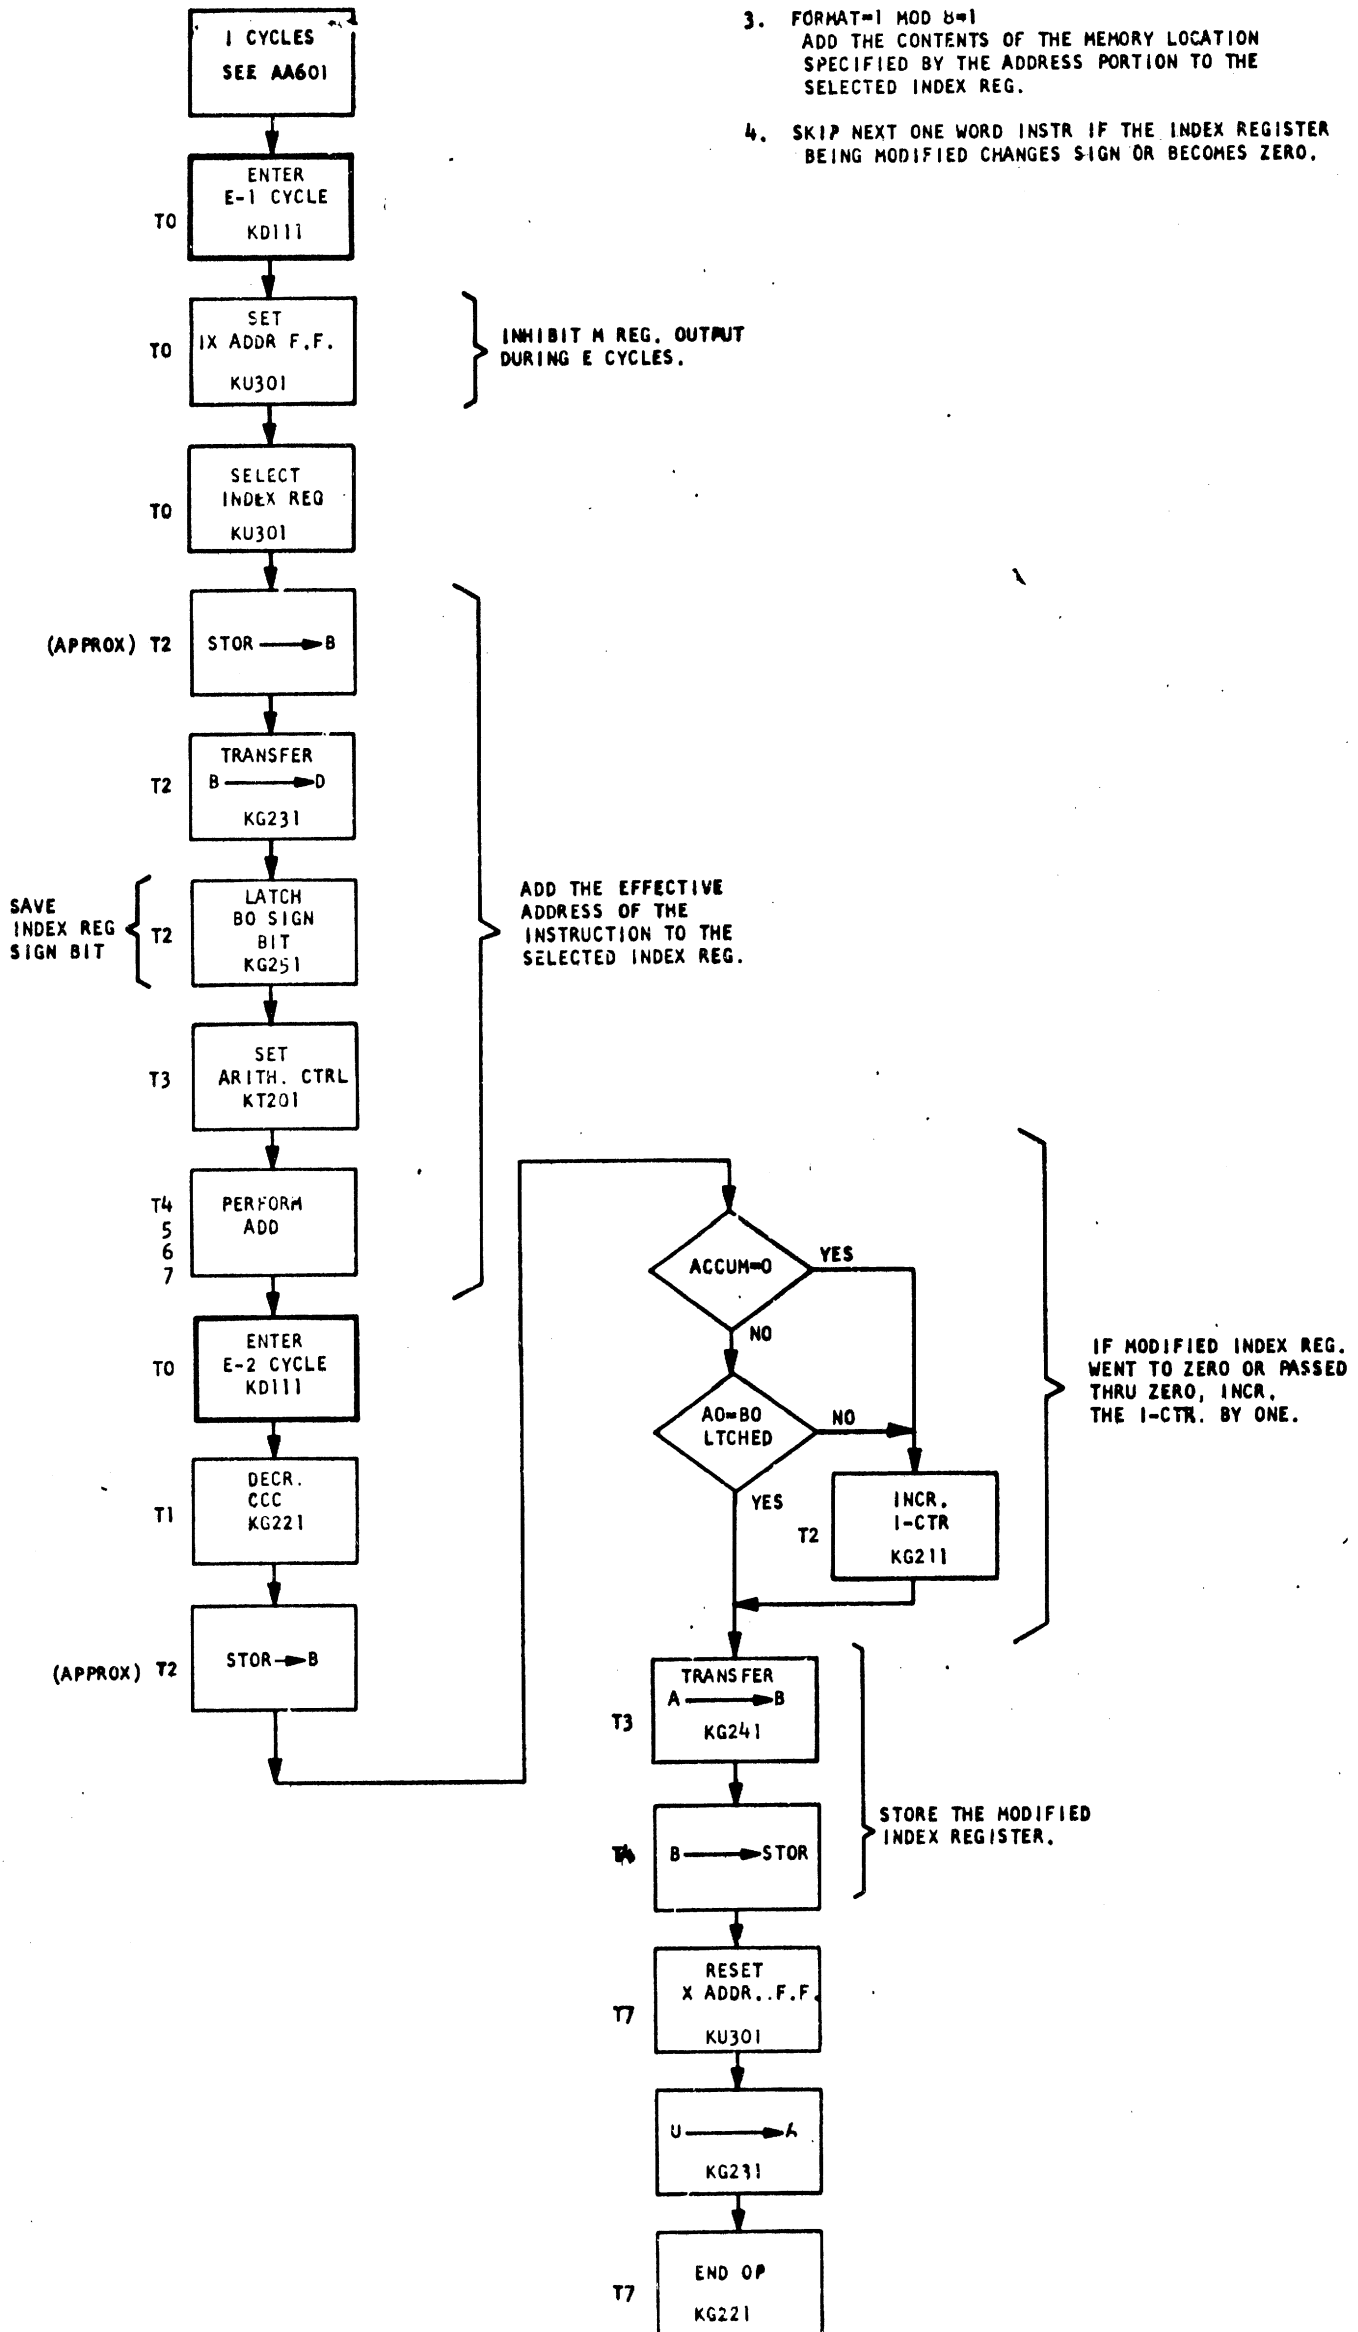 3. FORMAT=1 MOD 8=1
ADD THE CONTENTS OF THE MEMORY LOCATION
SPECIFIED BY THE ADDRESS PORTION TO THE
SELECTED INDEX REG.
4. SKIP NEXT ONE WORD INSTR IF THE INDEX REGISTER
BEING MODIFIED CHANGES SIGN OR BECOMES ZERO.
I CYCLES
SEE AA601
T0
ENTER
E-1 CYCLE
KD111
T0
SET
IX ADDR F.F.
KU301
INHIBIT M REG. OUTPUT
DURING E CYCLES.
T0
SELECT
INDEX REG
KU301
(APPROX) T2
STOR B
T2
TRANSFER
B D
KG231
SAVE
INDEX REG
SIGN BIT
T2
LATCH
B0 SIGN
BIT
KG251
ADD THE EFFECTIVE
ADDRESS OF THE
INSTRUCTION TO THE
SELECTED INDEX REG.
T3
SET
ARITH. CTRL
KT201
T4
5
6
7
PERFORM
ADD
T0
ENTER
E-2 CYCLE
KD111
T1
DECR.
CCC
KG221
(APPROX) T2
STOR B
ACCUM=0
YES
NO
A0=B0
LTCHED
NO
YES
T2
INCR.
I-CTR
KG211
IF MODIFIED INDEX REG.
WENT TO ZERO OR PASSED
THRU ZERO, INCR.
THE I-CTR. BY ONE.
T3
TRANSFER
A B
KG241
T4
B STOR
STORE THE MODIFIED
INDEX REGISTER.
T7
RESET
X ADDR..F.F.
KU301
U A
KG231
T7
END OP
KG221